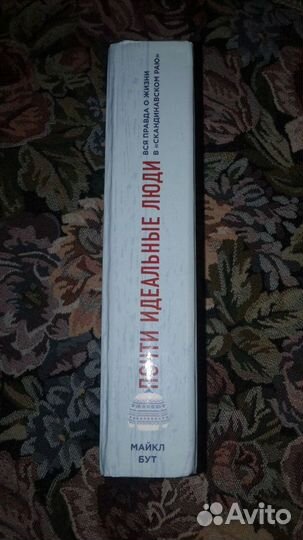 ВСЯ ПРАВДА О ЖИЗНИ
В «СКАНДИНАВСКОМ РАЮ»
ПОЧТИ ИДЕАЛЬНЫЕ ЛЮДИ
МАЙКЛ
БУТ
Avito